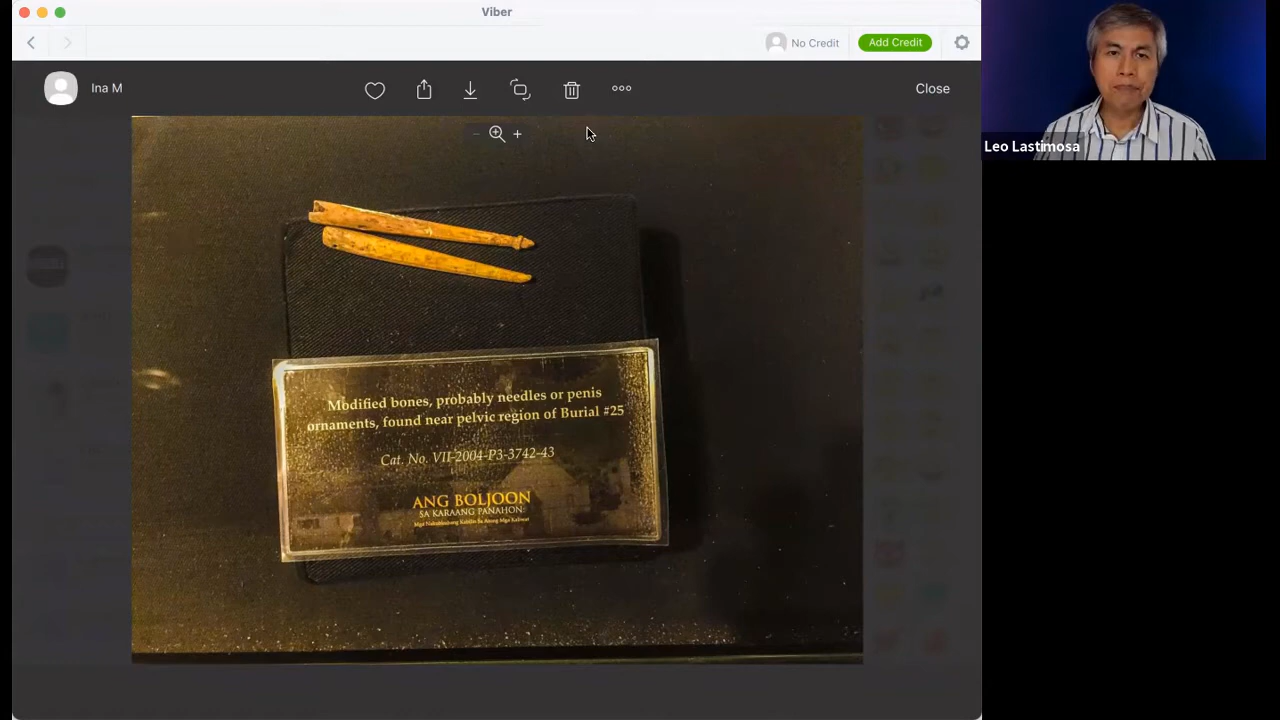 Viber
No Credit
Add Credit
Ina M
Close
Leo Lastimosa
Modified bones, probably needles or penis
ornaments, found near pelvic region of Burial #25
Cat. No. VII-2004-P3-3742-43
ANG BOLJOON
SA KARAANG PANAHON: